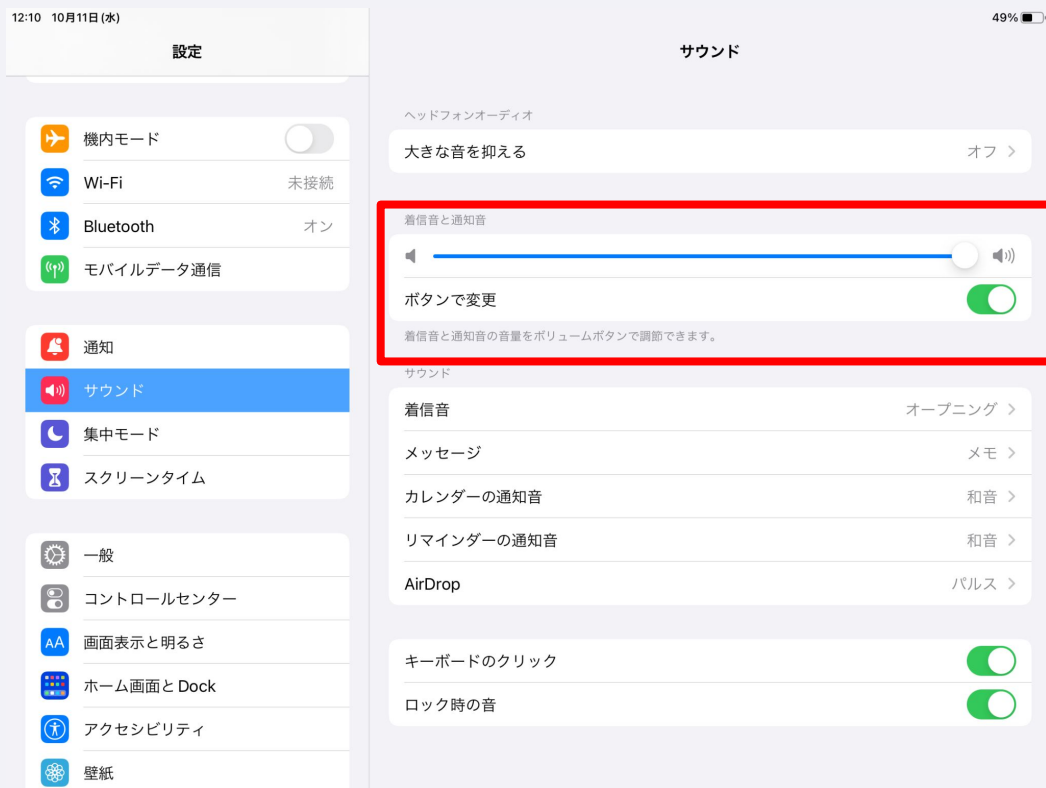 12:10 10月11日(水)
49%
設定
機内モード
Wi-Fi 未接続
Bluetooth オン
モバイルデータ通信
通知
サウンド
集中モード
スクリーンタイム
一般
コントロールセンター
AA 画面表示と明るさ
ホーム画面とDock
アクセシビリティ
壁紙
サウンド
ヘッドフォンオーディオ
大きな音を抑える オフ
着信音と通知音
ボタンで変更
着信音と通知音の音量をボリュームボタンで調節できます。
サウンド
着信音 オープニング
メッセージ メモ
カレンダーの通知音 和音
リマインダーの通知音 和音
AirDrop パルス
キーボードのクリック
ロック時の音